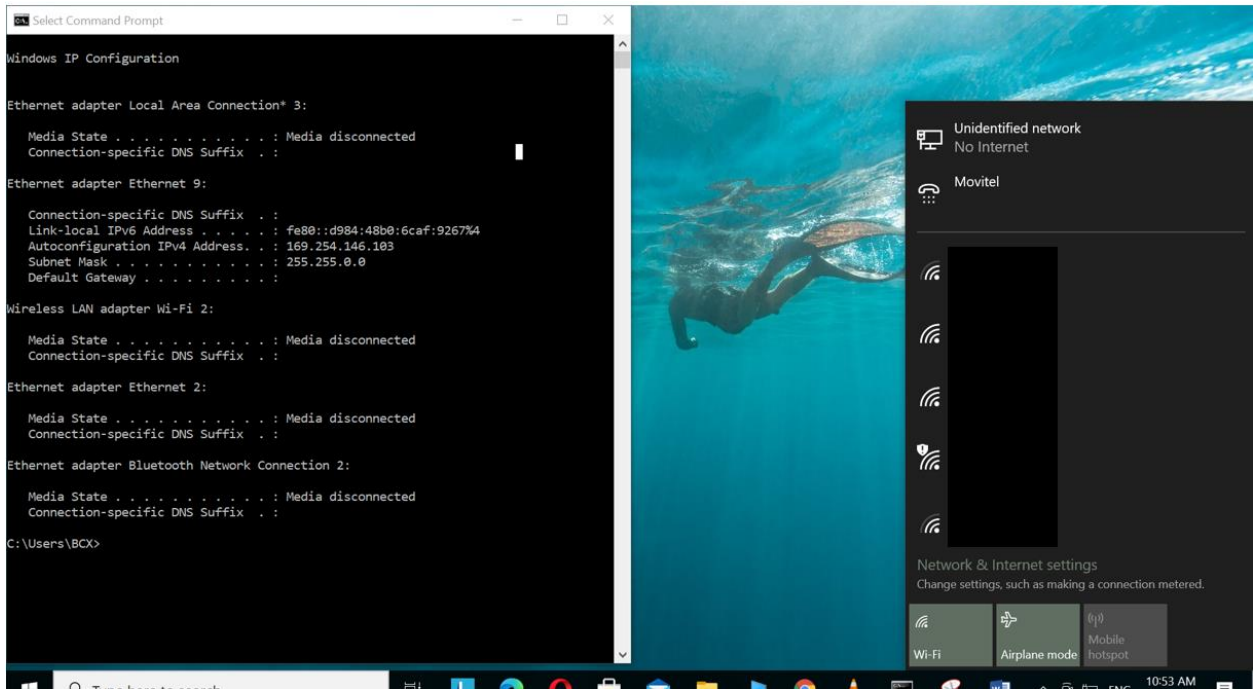 Select Command Prompt
Windows IP Configuration
Ethernet adapter Local Area Connection* 3:
Media State . . . . . . . . . . . : Media disconnected
Connection-specific DNS Suffix . :
Ethernet adapter Ethernet 9:
Connection-specific DNS Suffix . :
Link-local IPv6 Address . . . . . : fe80::d984:48b0:6caf:9267%4
Autoconfiguration IPv4 Address. . : 169.254.146.103
Subnet Mask . . . . . . . . . . . : 255.255.0.0
Default Gateway . . . . . . . . . :
Wireless LAN adapter Wi-Fi 2:
Media State . . . . . . . . . . . : Media disconnected
Connection-specific DNS Suffix . :
Ethernet adapter Ethernet 2:
Media State . . . . . . . . . . . : Media disconnected
Connection-specific DNS Suffix . :
Ethernet adapter Bluetooth Network Connection 2:
Media State . . . . . . . . . . . : Media disconnected
Connection-specific DNS Suffix . :
C:\Users\BCX>
Unidentified network
No Internet
Movitel
Network & Internet settings
Change settings, such as making a connection metered.
Wi-Fi
Airplane mode
Mobile
hotspot
Type here to search
ENG
10:53 AM